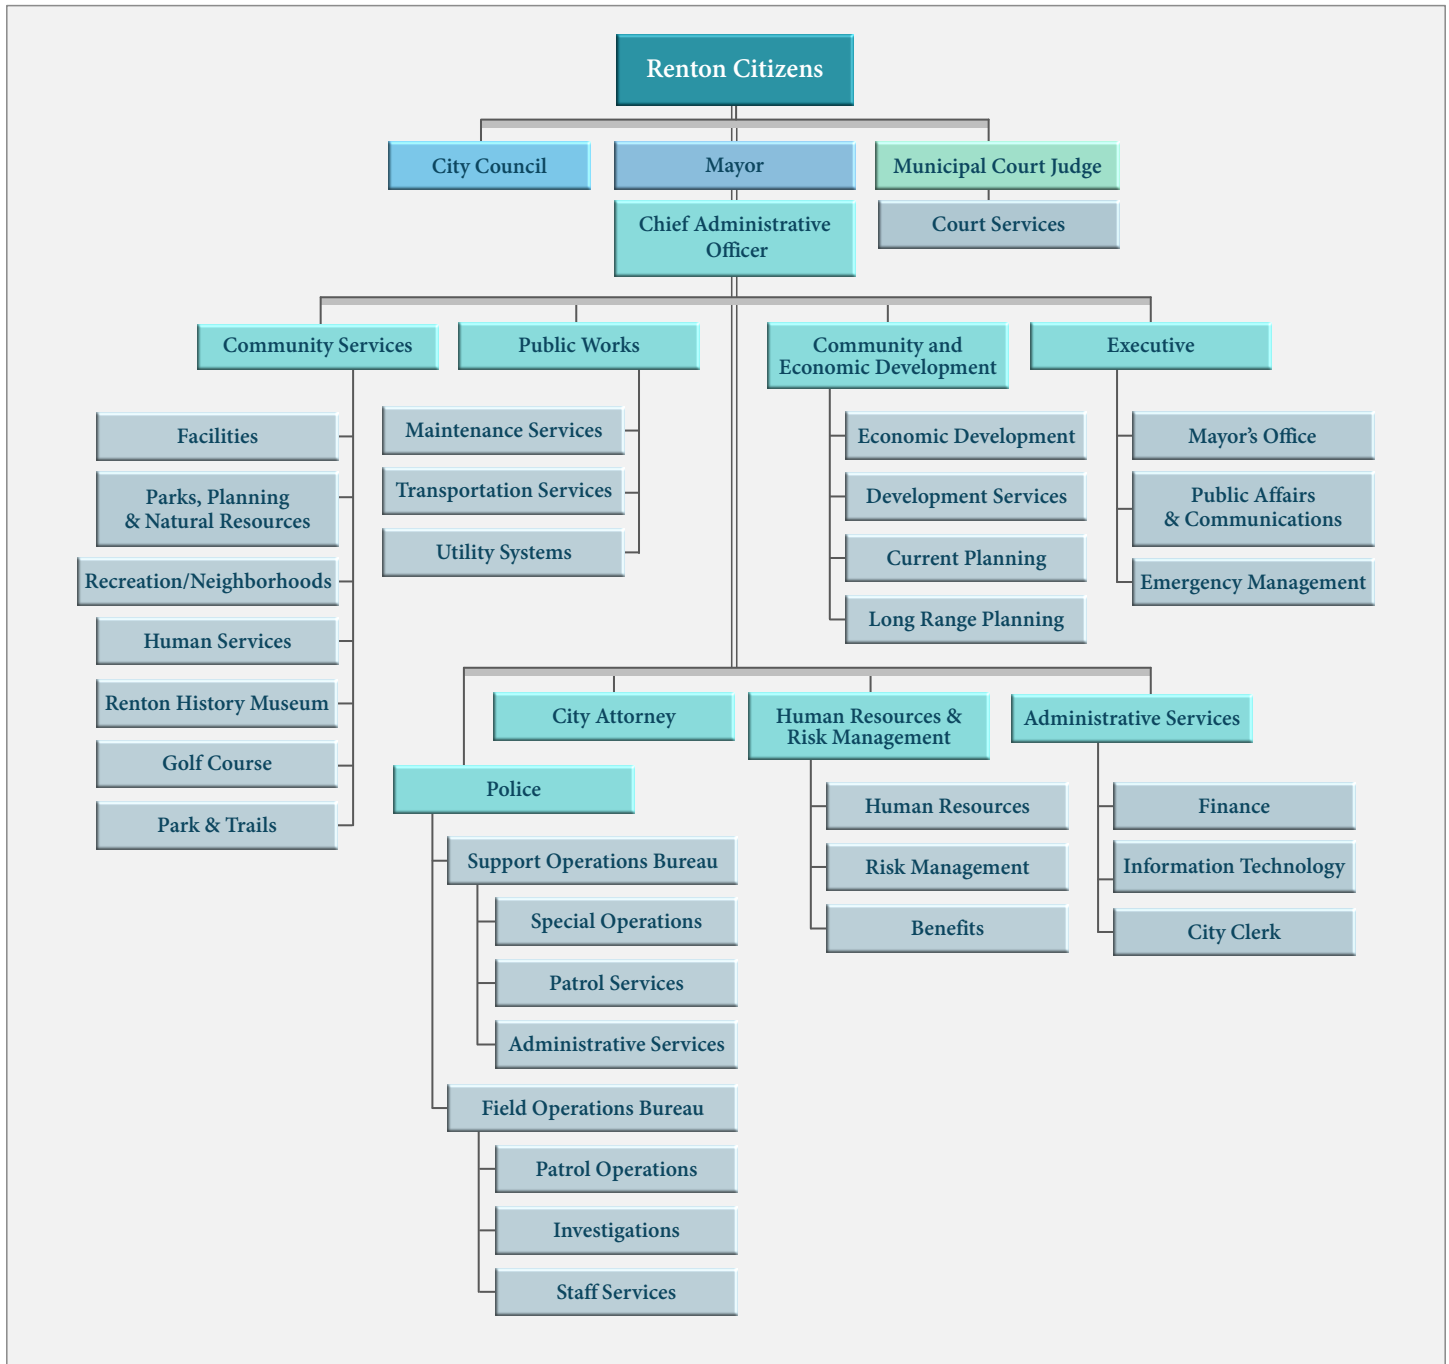 Renton Citizens
City Council
Mayor
Municipal Court Judge
Chief Administrative
Officer
Court Services
Community Services
Public Works
Community and
Economic Development
Executive
Facilities
Parks, Planning
& Natural Resources
Recreation/Neighborhoods
Human Services
Renton History Museum
Golf Course
Park & Trails
Maintenance Services
Transportation Services
Utility Systems
Economic Development
Development Services
Current Planning
Long Range Planning
Mayor’s Office
Public Affairs
& Communications
Emergency Management
Police
City Attorney
Human Resources &
Risk Management
Administrative Services
Support Operations Bureau
Special Operations
Patrol Services
Administrative Services
Field Operations Bureau
Patrol Operations
Investigations
Staff Services
Human Resources
Risk Management
Benefits
Finance
Information Technology
City Clerk